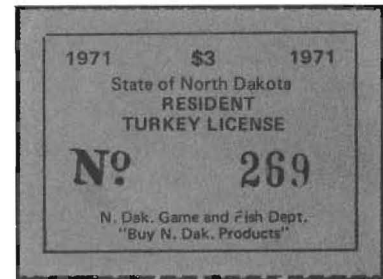 1971 $3 1971
State of North Dakota
RESIDENT
TURKEY LICENSE
Nº 269
N. Dak. Game and Fish Dept.
"Buy N. Dak. Products"